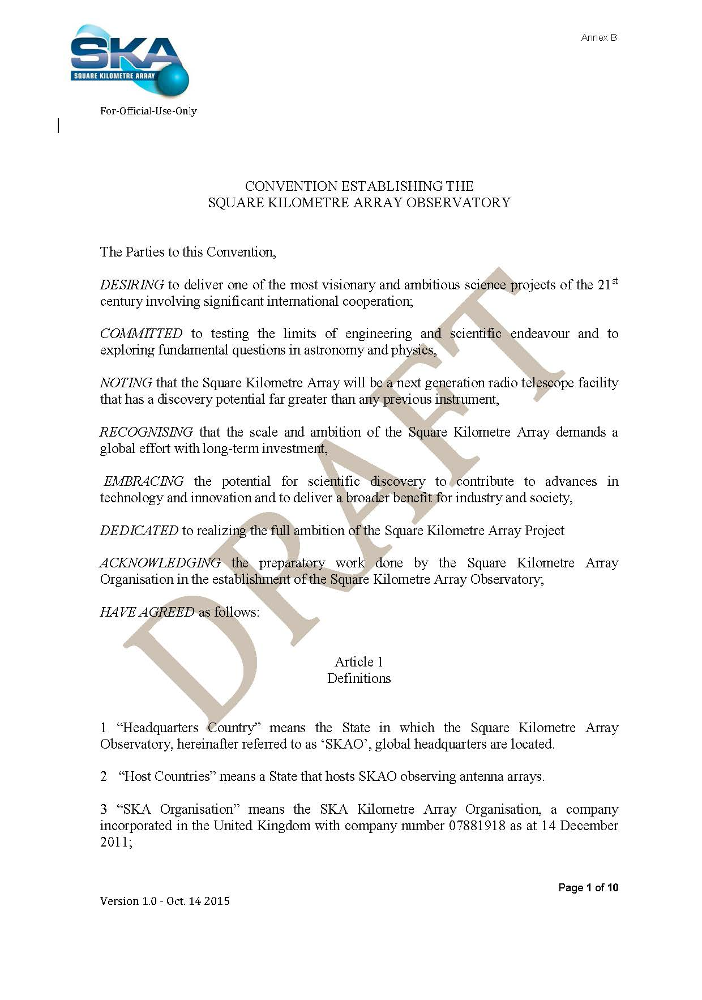 SKA
SQUARE KILOMETRE ARRAY
Annex B
For-Official-Use-Only
CONVENTION ESTABLISHING THE
SQUARE KILOMETRE ARRAY OBSERVATORY
The Parties to this Convention,
DESIRING to deliver one of the most visionary and ambitious science projects of the 21st
century involving significant international cooperation;
COMMITTED to testing the limits of engineering and scientific endeavour and to
exploring fundamental questions in astronomy and physics,
NOTING that the Square Kilometre Array will be a next generation radio telescope facility
that has a discovery potential far greater than any previous instrument,
RECOGNISING that the scale and ambition of the Square Kilometre Array demands a
global effort with long-term investment,
EMBRACING the potential for scientific discovery to contribute to advances in
technology and innovation and to deliver a broader benefit for industry and society,
DEDICATED to realizing the full ambition of the Square Kilometre Array Project
ACKNOWLEDGING the preparatory work done by the Square Kilometre Array
Organisation in the establishment of the Square Kilometre Array Observatory;
HAVE AGREED as follows:
DRAFT
Article 1
Definitions
1 “Headquarters Country” means the State in which the Square Kilometre Array
Observatory, hereinafter referred to as ‘SKAO’, global headquarters are located.
2 “Host Countries” means a State that hosts SKAO observing antenna arrays.
3 “SKA Organisation” means the SKA Kilometre Array Organisation, a company
incorporated in the United Kingdom with company number 07881918 as at 14 December
2011;
Page 1 of 10
Version 1.0 - Oct. 14 2015